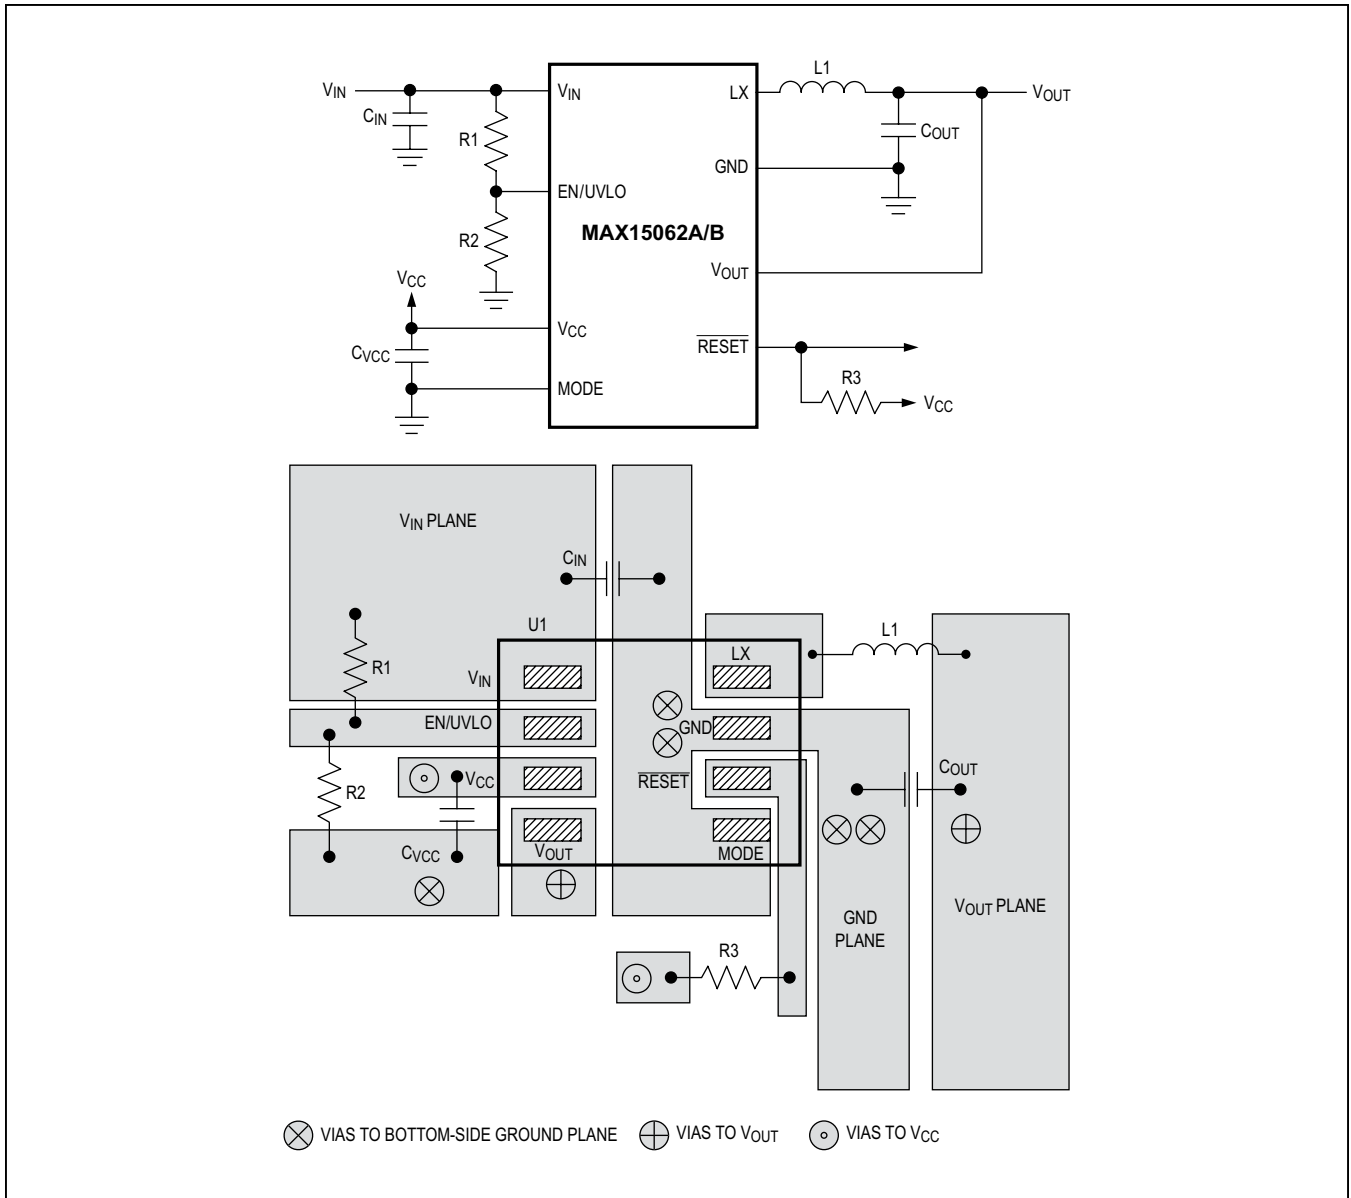 L1
VIN
VIN
LX
VOUT
CIN
R1
COUT
GND
EN/UVLO
MAX15062A/B
R2
VOUT
VCC
VCC
RESET
CVCC
R3
MODE
VCC
VIN PLANE
CIN
U1
L1
LX
R1
VIN
EN/UVLO
GND
COUT
VCC
RESET
R2
CVCC
VOUT
MODE
VOUT PLANE
GND
PLANE
R3
VIAS TO BOTTOM-SIDE GROUND PLANE
VIAS TO VOUT
VIAS TO VCC